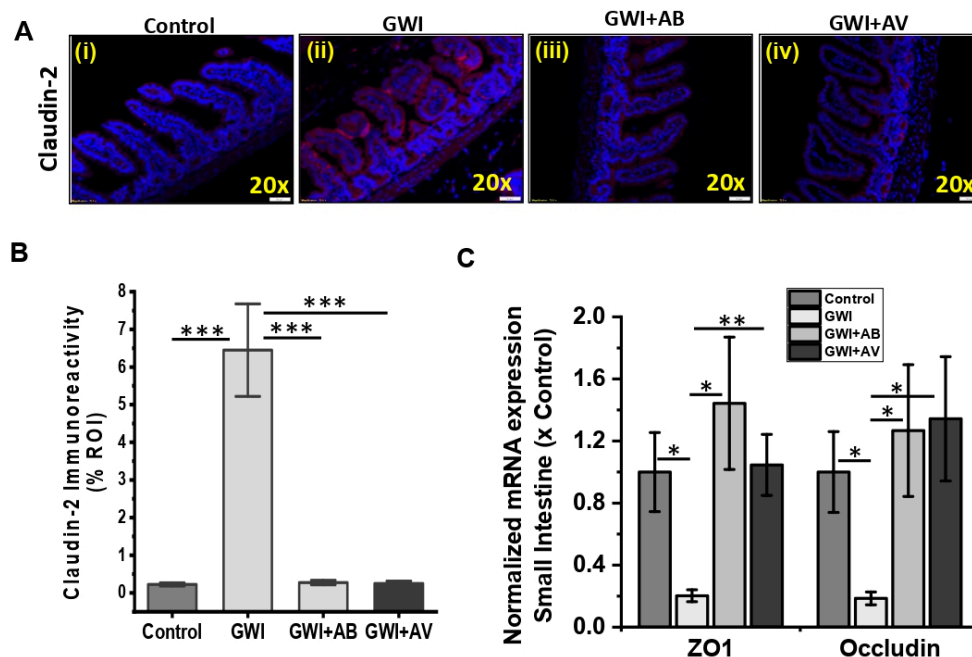 A
Control
GWI
GWI+AB
GWI+AV
Claudin-2
(i)
(ii)
(iii)
(iv)
20x
20x
20x
20x
B
Claudin-2 Immunoreactivity
(% ROI)
8
7
6
5
4
3
2
1
0
***
***
***
Control
GWI
GWI+AB
GWI+AV
C
Normalized mRNA expression
Small Intestine (x Control)
2.0
1.6
1.2
0.8
0.4
0.0
Control
GWI
GWI+AB
GWI+AV
*
*
**
*
*
*
ZO1
Occludin